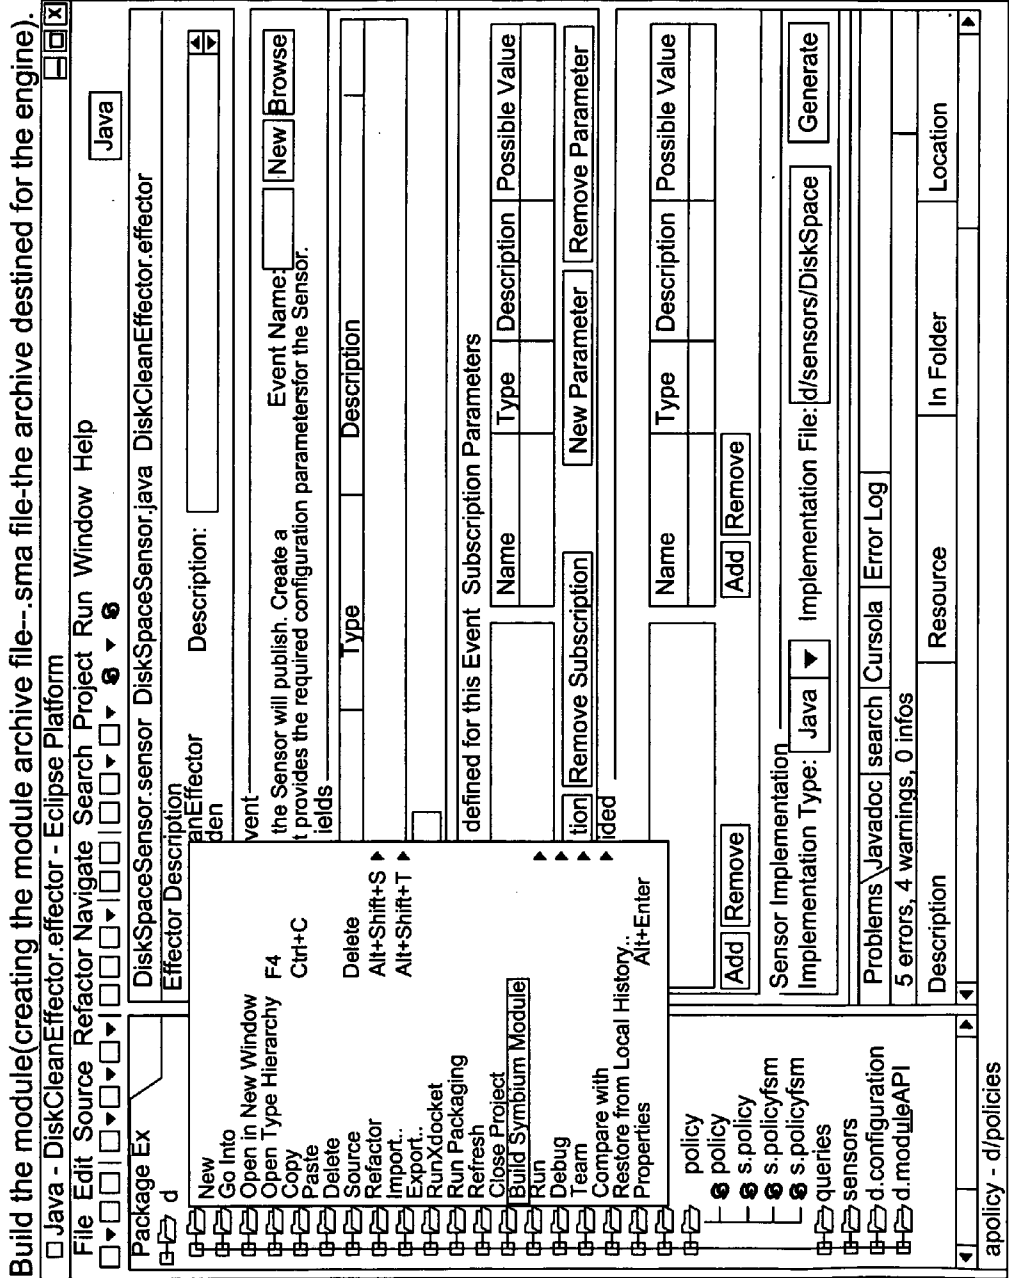 Build the module(creating the module archive file--.sma file-the archive destined for the engine).
Java - DiskCleanEffector.effector - Eclipse Platform
File Edit Source Refactor Navigate Search Project Run Window Help
Java
Package Ex
d
New
Go Into
Open in New Window
Open Type Hierarchy F4
Copy Ctrl+C
Paste
Delete Delete
Source Alt+Shift+S
Refactor Alt+Shift+T
Import..
Export..
RunXdocket
Run Packaging
Refresh
Close Project
Build Symbium Module
Run
Debug
Team
Compare with
Restore from Local History..
Properties Alt+Enter
policy
policy
s.policy
s.policyfsm
s.policyfsm
queries
sensors
d.configuration
d.moduleAPI
DiskSpaceSensor.sensor DiskSpaceSensor.java DiskCleanEffector.effector
Effector Description
anEffector Description:
den
vent
the Sensor will publish. Create a Event Name: New Browse
t provides the required configuration parametersfor the Sensor.
ields
Type Description
defined for this Event Subscription Parameters
Name Type Description Possible Value
tion Remove Subscription New Parameter Remove Parameter
ided
Name Type Description Possible Value
Add Remove Add Remove
Sensor Implementation
Implementation Type: Java Implementation File: d/sensors/DiskSpace Generate
Problems Javadoc search Cursola Error Log
5 errors, 4 warnings, 0 infos
Description Resource In Folder Location
apolicy - d/policies